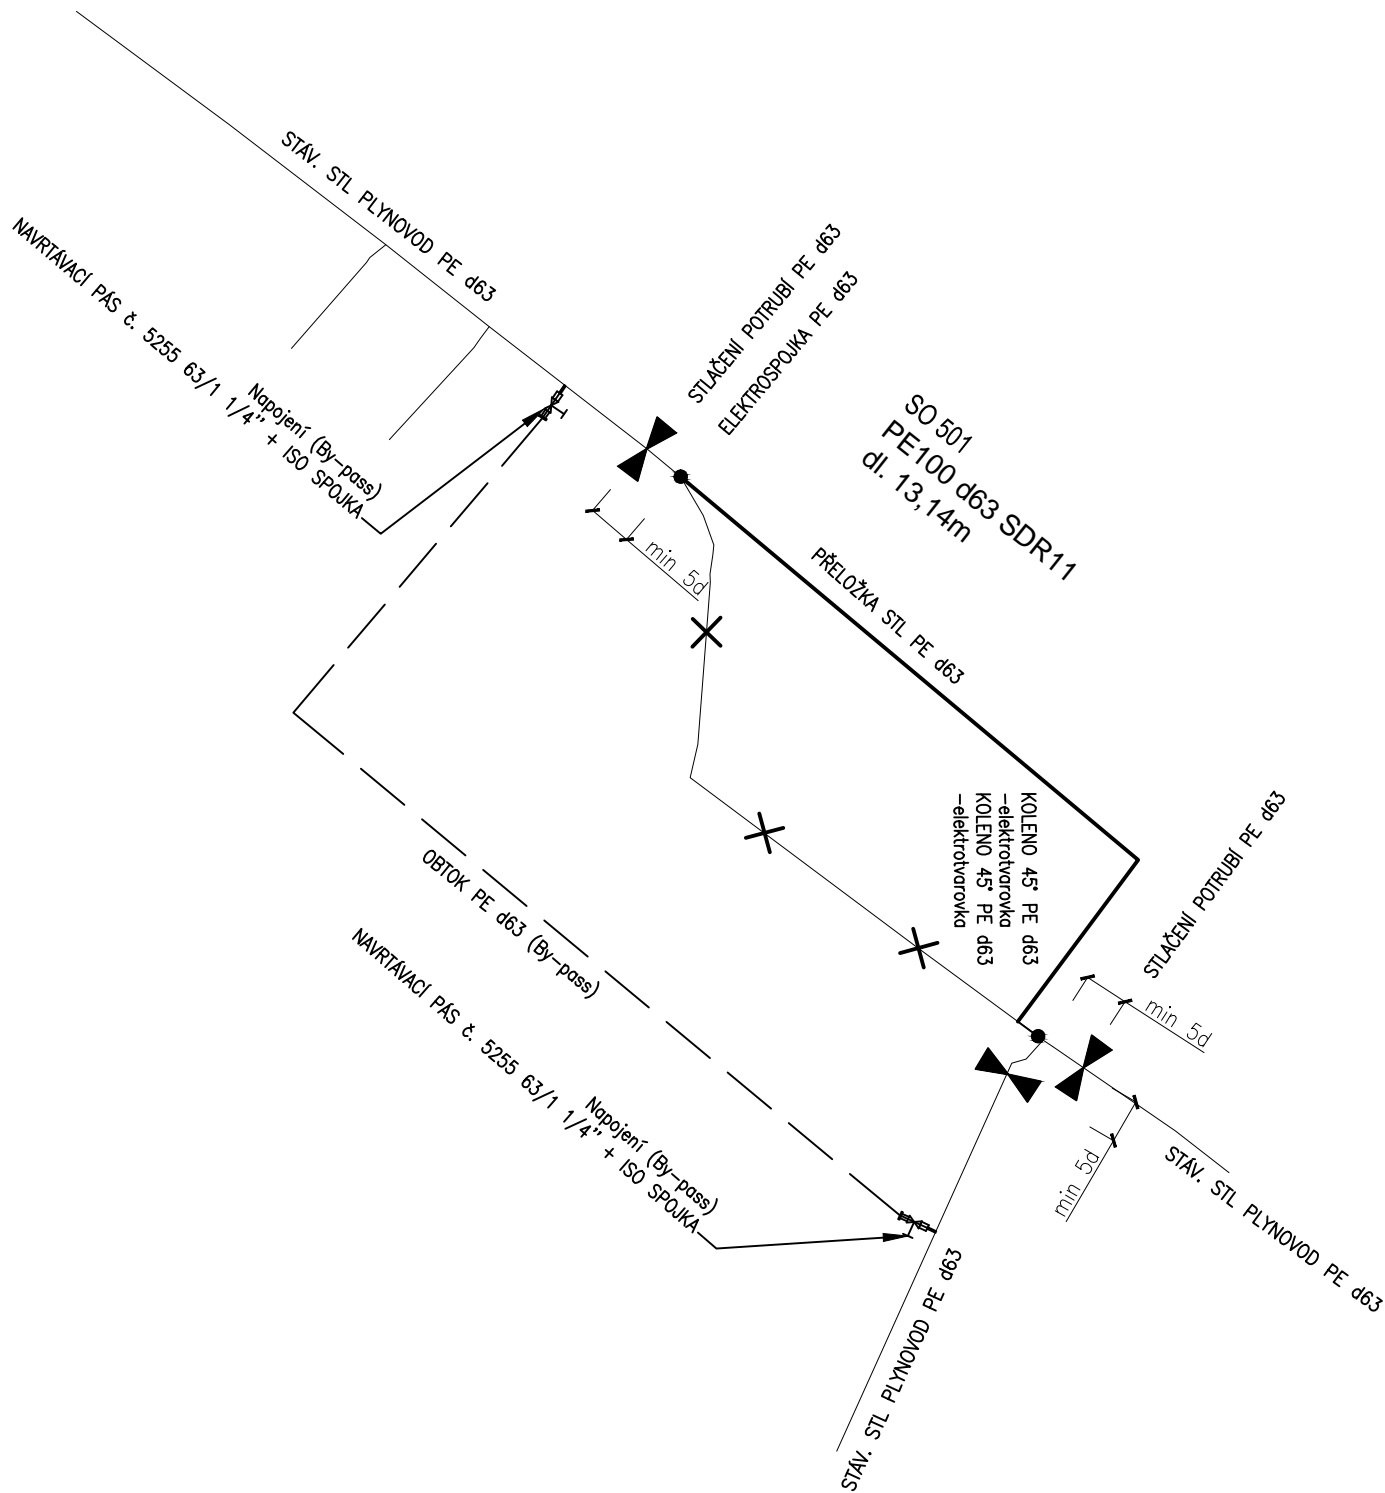 STÁV. STL PLYNOVOD PE d63
NAVRTÁVACÍ PÁS č. 5255 63/1 1/4” + ISO SPOJKA
Napojení (By-pass)
STLAČENÍ POTRUBÍ PE d63
ELEKTROSPOJKA PE d63
SO 501
PE100 d63 SDR11
dl. 13,14m
min 5d
PŘELOŽKA STL PE d63
KOLENO 45° PE d63
-elektrotvarovka
KOLENO 45° PE d63
-elektrotvarovka
STLAČENÍ POTRUBÍ PE d63
OBTOK PE d63 (By-pass)
NAVRTÁVACÍ PÁS č. 5255 63/1 1/4” + ISO SPOJKA
Napojení (By-pass)
min 5d
min 5d
STÁV. STL PLYNOVOD PE d63
STÁV. STL PLYNOVOD PE d63